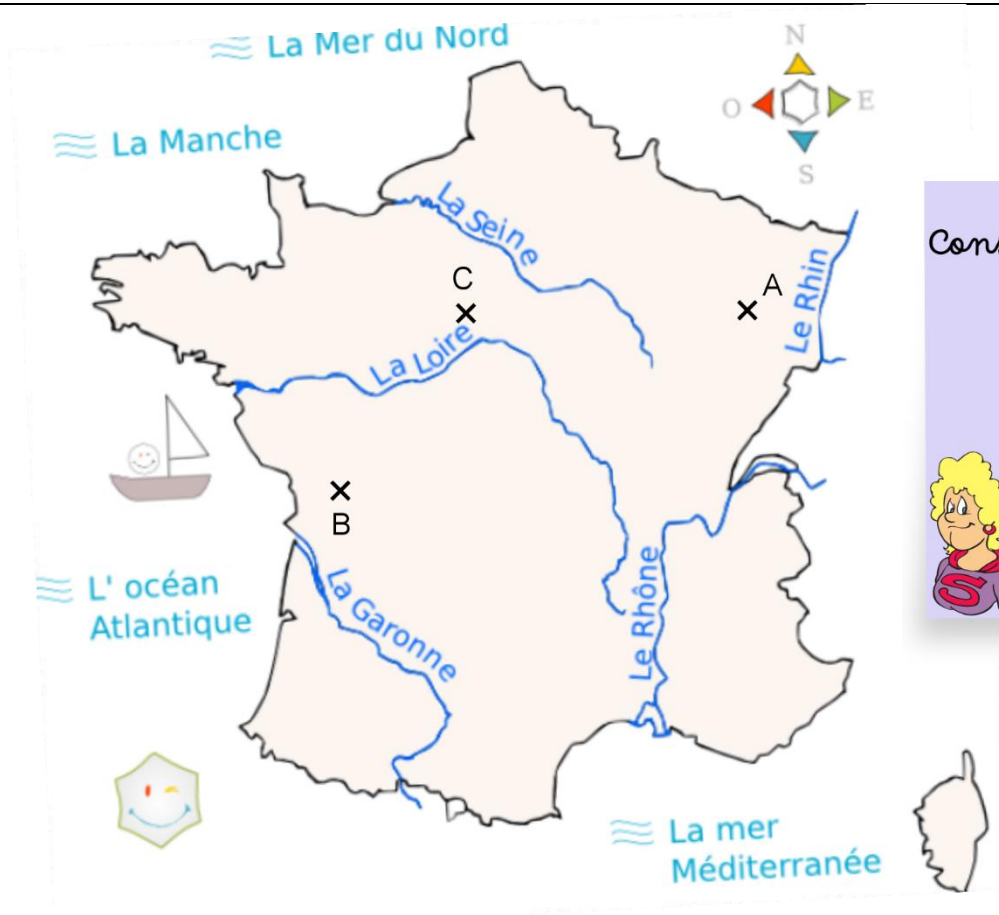 La Mer du Nord
N
O
E
S
La Manche
La Seine
C
A
Le Rhin
La Loire
B
L' océan
Atlantique
La Garonne
Le Rhône
La mer
Méditerranée
S